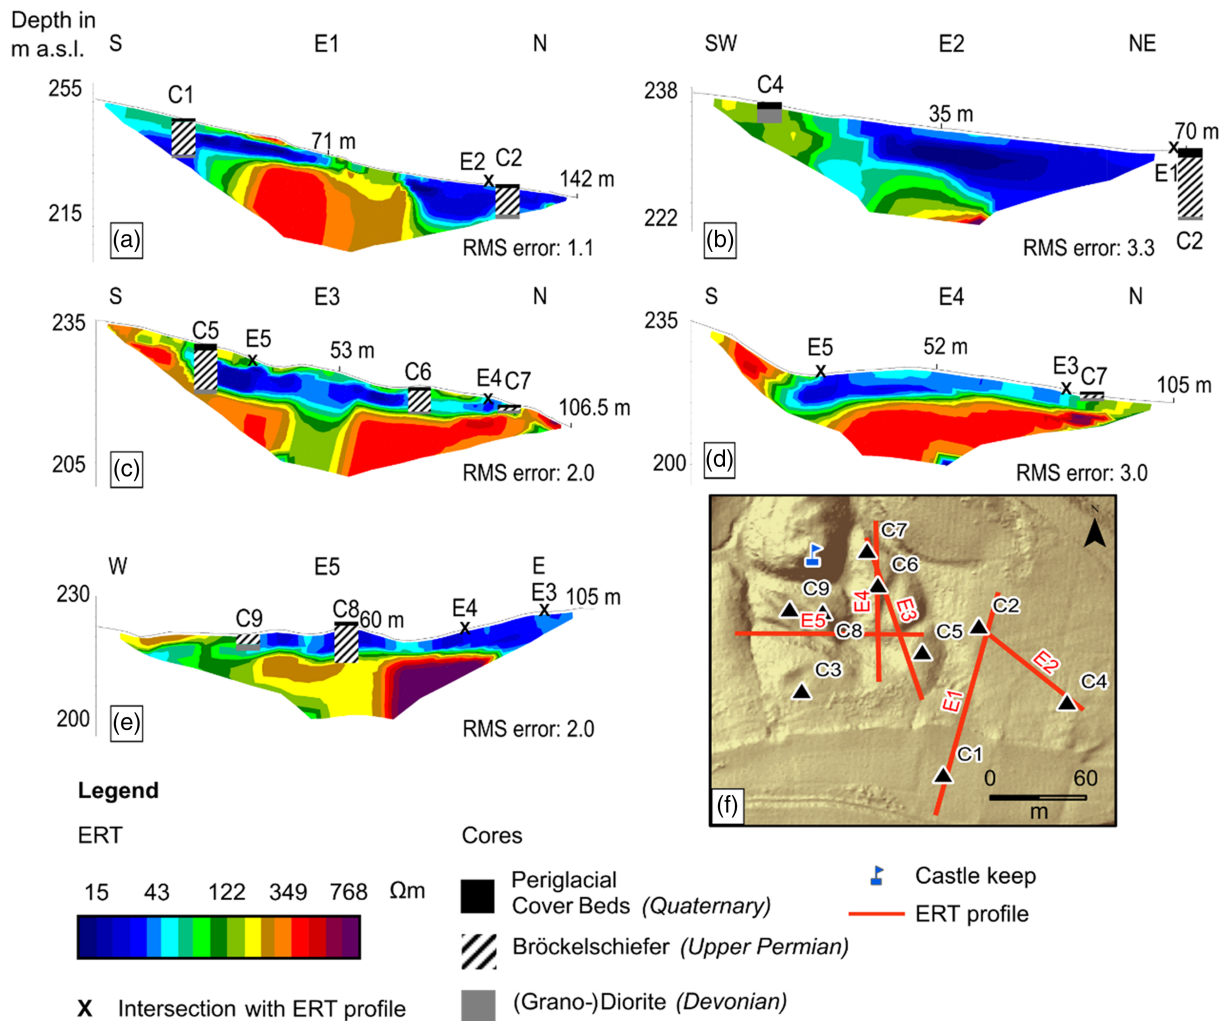 Depth in
m a.s.l.
S E1 N
255
C1
71 m
E2 C2
142 m
215
(a)
RMS error: 1.1
SW E2 NE
238
C4
35 m
70 m
E1
222
C2
(b)
RMS error: 3.3
S E3 N
235
C5
E5
53 m
C6
E4 C7
106.5 m
205
(c)
RMS error: 2.0
S E4 N
235
E5
52 m
E3
C7
105 m
200
(d)
RMS error: 3.0
W E5 E
230
C9
C8
60 m
E4
E3
105 m
200
(e)
RMS error: 2.0
N
C7
C6
C9
E4
E3
C2
E5
C8
C5
E2
C3
C4
E1
C1
0 60
m
(f)
Legend
ERT
15 43 122 349 768 Ωm
X Intersection with ERT profile
Cores
Periglacial
Cover Beds (Quaternary)
Bröckelschiefer (Upper Permian)
(Grano-)Diorite (Devonian)
Castle keep
ERT profile